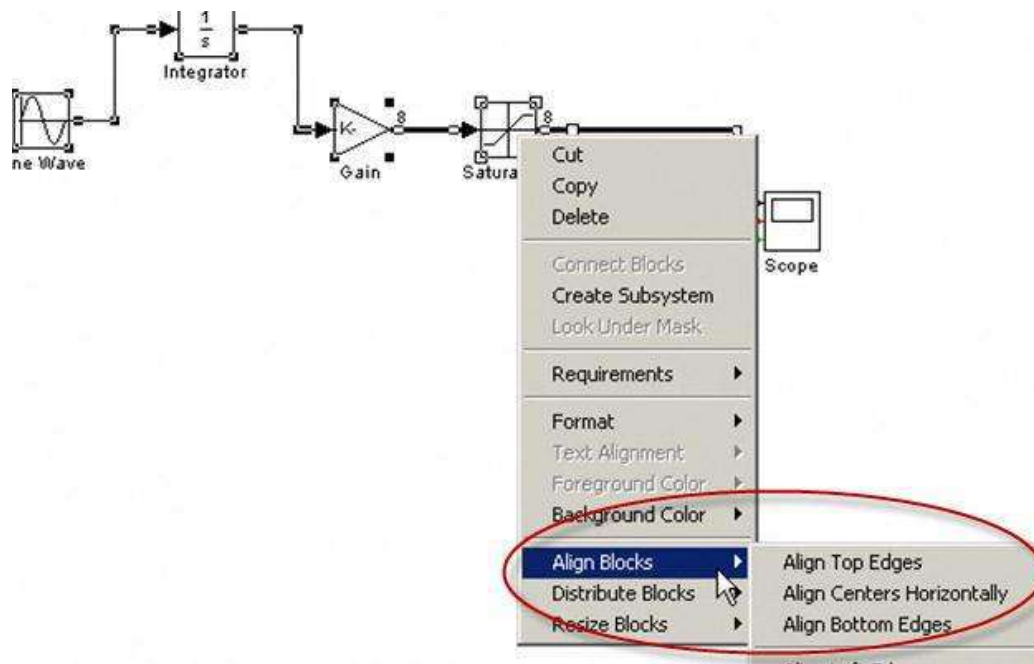 1
s
Integrator
ne Wave
K-
8
Gain
8
Satura
Scope
Cut
Copy
Delete
Connect Blocks
Create Subsystem
Look Under Mask
Requirements
Format
Text Alignment
Foreground Color
Background Color
Align Blocks
Distribute Blocks
Resize Blocks
Align Top Edges
Align Centers Horizontally
Align Bottom Edges